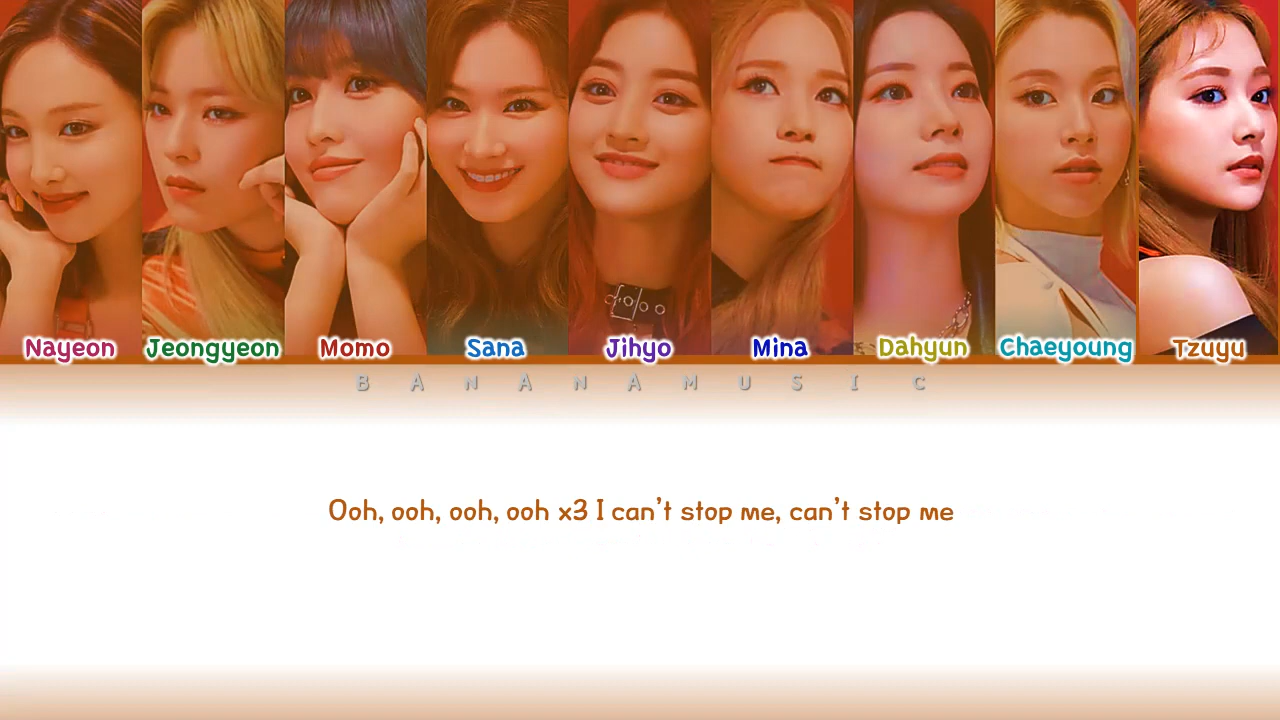 Nayeon Jeongyeon Momo Sana Jihyo Mina Dahyun Chaeyoung Tzuyu
BANANAMUSIC
Ooh, ooh, ooh, ooh x3 I can't stop me, can't stop me